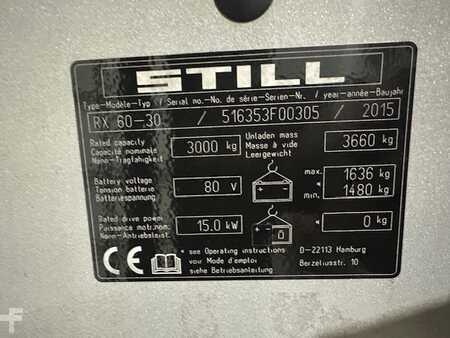 STILL
Type-Modèle-Typ / Serial no.-No. de série-Serien-Nr. / year-année-Baujahr
RX 60-30 / 516353F00305 / 2015
Rated capacity
Capacité nominale
Nenn-Tragfähigkeit
3000 kg
Unladen mass
Masse à vide
Leergewicht
3660 kg
Battery voltage
Tension batterie
Batteriespannung
80 V
max. 1636 kg
min. 1480 kg
Rated drive power
Puissance motr.nom.
Nenn-Antriebsleist.
15.0 kW
0 kg
CE
see Operating instructions
voir Mode d'emploi
siehe Betriebsanleitung
D-22113 Hamburg
Berzeliusstr. 10
F